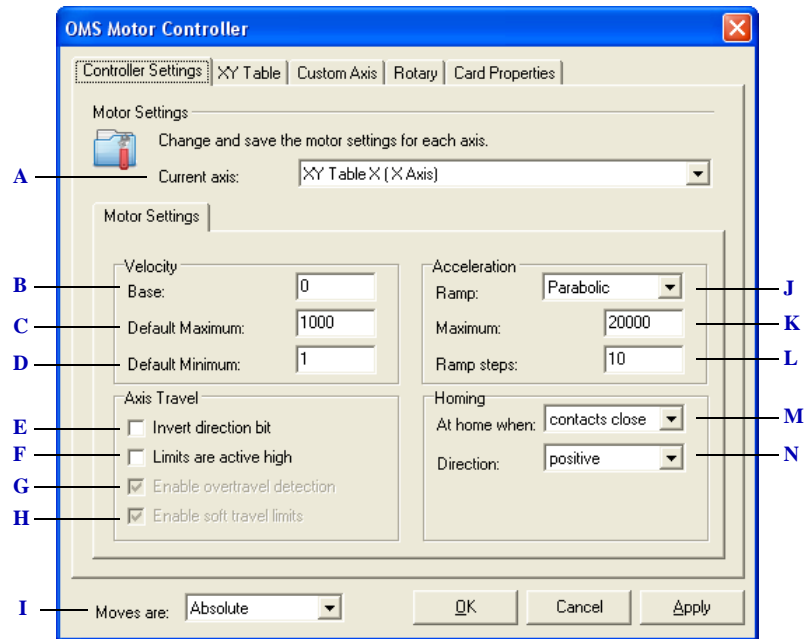 OMS Motor Controller
Controller Settings XY Table Custom Axis Rotary Card Properties
Motor Settings
Change and save the motor settings for each axis.
A Current axis: XY Table X ( X Axis)
Motor Settings
Velocity
B Base: 0
C Default Maximum: 1000
D Default Minimum: 1
Acceleration
Ramp: Parabolic J
Maximum: 20000 K
Ramp steps: 10 L
Axis Travel
E Invert direction bit
F Limits are active high
G Enable overtravel detection
H Enable soft travel limits
Homing
At home when: contacts close M
Direction: positive N
I Moves are: Absolute
OK Cancel Apply